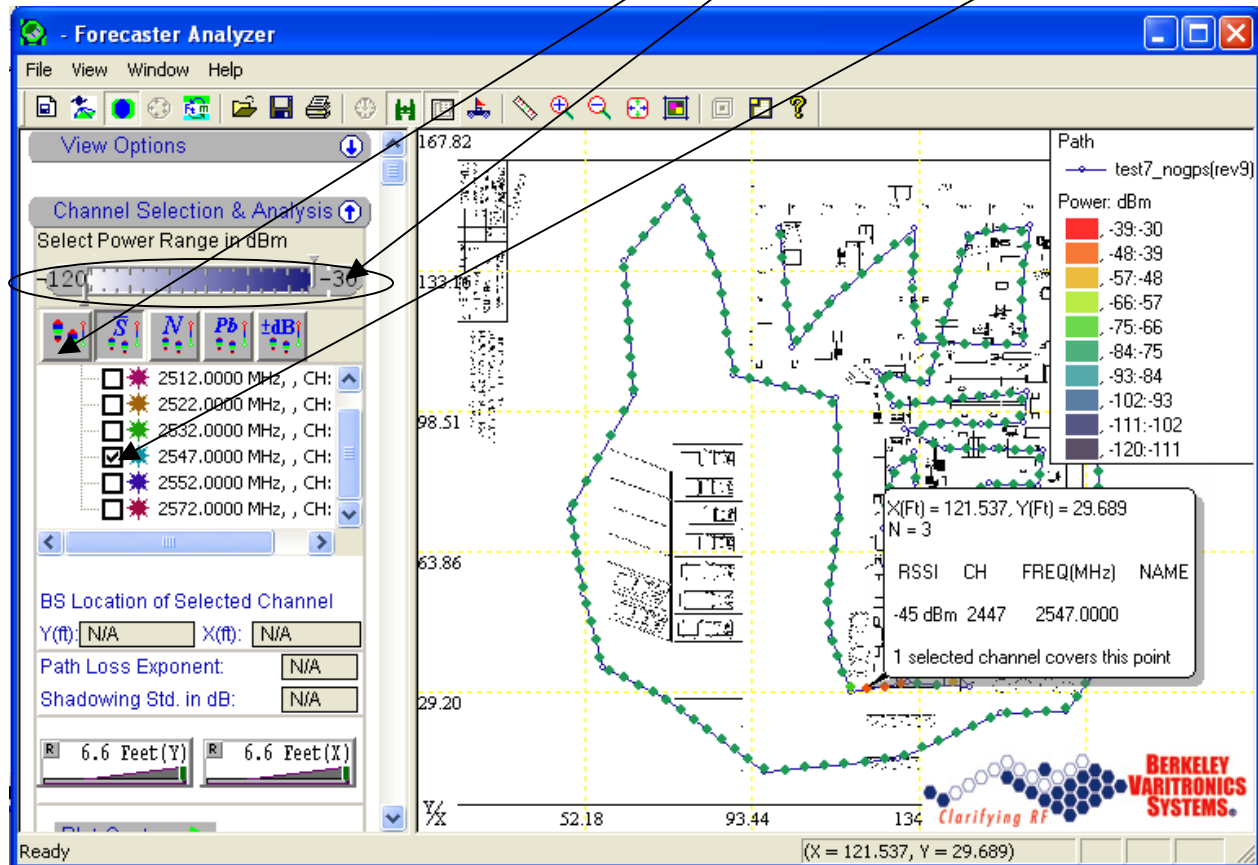 - Forecaster Analyzer
File View Window Help
View Options
Channel Selection & Analysis
Select Power Range in dBm
-120 -30
S N Pb ±dB
2512.0000 MHz, , CH:
2522.0000 MHz, , CH:
2532.0000 MHz, , CH:
2547.0000 MHz, , CH:
2552.0000 MHz, , CH:
2572.0000 MHz, , CH:
BS Location of Selected Channel
Y(ft): N/A X(ft): N/A
Path Loss Exponent: N/A
Shadowing Std. in dB: N/A
R 6.6 Feet(Y) R 6.6 Feet(X)
167.82
133.16
98.51
63.86
29.20
Y/X 52.18 93.44 134
Path
test7_nogps(rev9)
Power: dBm
, -39:-30
, -48:-39
, -57:-48
, -66:-57
, -75:-66
, -84:-75
, -93:-84
, -102:-93
, -111:-102
, -120:-111
X(Ft) = 121.537, Y(Ft) = 29.689
N = 3
RSSI CH FREQ(MHz) NAME
-45 dBm 2447 2547.0000
1 selected channel covers this point
BERKELEY
VARITRONICS
SYSTEMS®
Clarifying RF
Ready (X = 121.537, Y = 29.689)